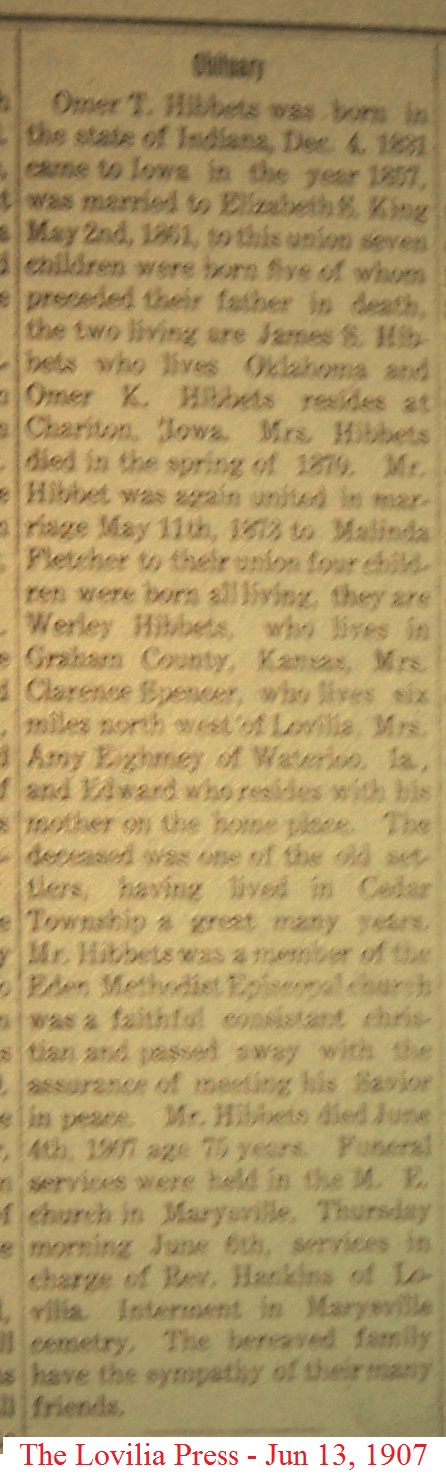 Obituary
Omer T. Hibbets was born in
the state of Indiana, Dec. 4, 1831
came to Iowa in the year 1857,
was married to Elizabeth S. King
May 2nd, 1861, to this union seven
children were born five of whom
preceded their father in death,
the two living are James S. Hib-
bets who lives Oklahoma and
Omer K. Hibbets resides at
Chariton, Iowa. Mrs. Hibbets
died in the spring of 1870. Mr.
Hibbet was again united in mar-
riage May 11th, 1873 to Malinda
Fletcher to their union four child-
ren were born all living, they are
Werley Hibbets, who lives in
Graham County, Kansas, Mrs.
Clarence Spencer, who lives six
miles north west of Lovilia, Mrs.
Amy Eighmey of Waterloo, Ia.,
and Edward who resides with his
mother on the home place. The
deceased was one of the old set-
tlers, having lived in Cedar
Township a great many years.
Mr. Hibbets was a member of the
Eden Methodist Episcopal church
was a faithful consistant chris-
tian and passed away with the
assurance of meeting his Savior
in peace. Mr. Hibbets died June
4th, 1907 age 75 years. Funeral
services were held in the M. E.
church in Marysville, Thursday
morning June 6th, services in
charge of Rev. Hankins of Lo-
vilia. Interment in Marysville
cemetry. The bereaved family
have the sympathy of their many
friends.
The Lovilia Press - Jun 13, 1907